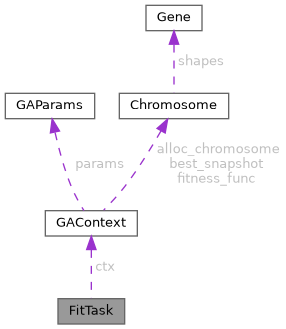 Gene
shapes
GAParams
Chromosome
params
alloc_chromosome
best_snapshot
fitness_func
GAContext
ctx
FitTask